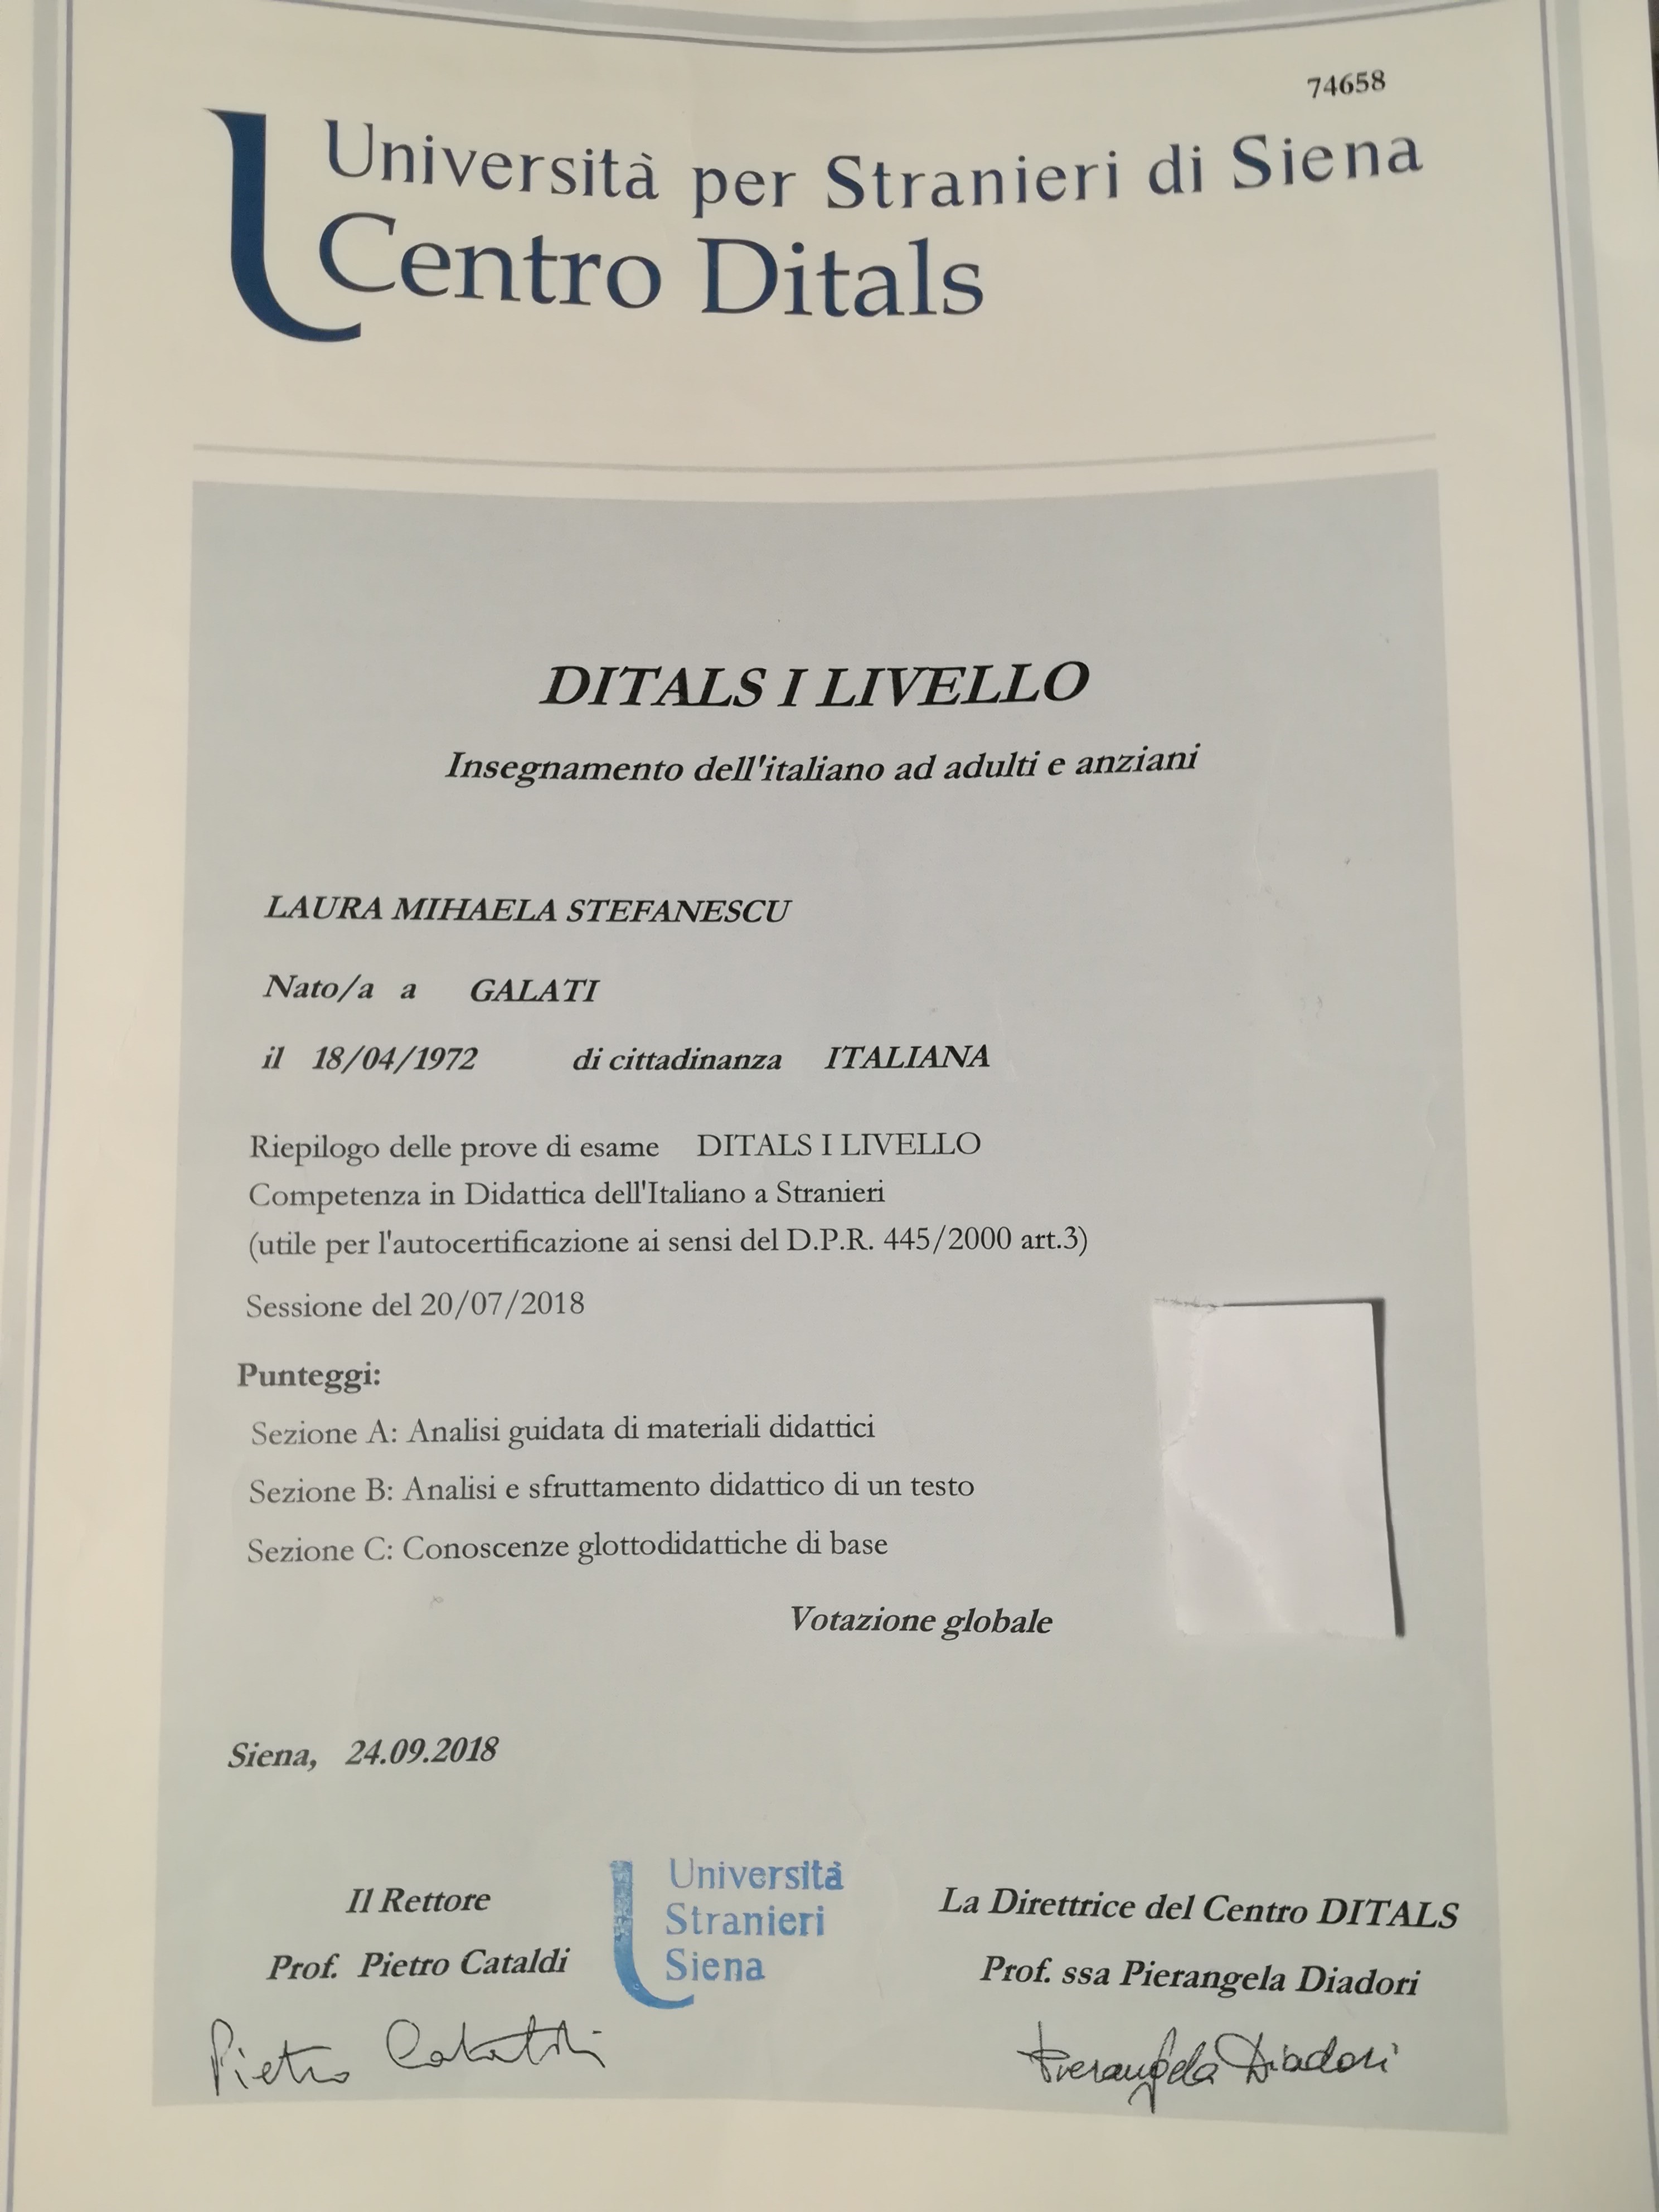 74658
Università per Stranieri di Siena
Centro Ditals
DITALS I LIVELLO
Insegnamento dell'italiano ad adulti e anziani
LAURA MIHAELA STEFANESCU
Nato/a a GALATI
il 18/04/1972 di cittadinanza ITALIANA
Riepilogo delle prove di esame DITALS I LIVELLO
Competenza in Didattica dell'Italiano a Stranieri
(utile per l'autocertificazione ai sensi del D.P.R. 445/2000 art.3)
Sessione del 20/07/2018
Punteggi:
Sezione A: Analisi guidata di materiali didattici
Sezione B: Analisi e sfruttamento didattico di un testo
Sezione C: Conoscenze glottodidattiche di base
Votazione globale
Siena, 24.09.2018
Il Rettore
Prof. Pietro Cataldi
Pietro Cataldi
Università
Stranieri
Siena
La Direttrice del Centro DITALS
Prof. ssa Pierangela Diadori
Pierangela Diadori